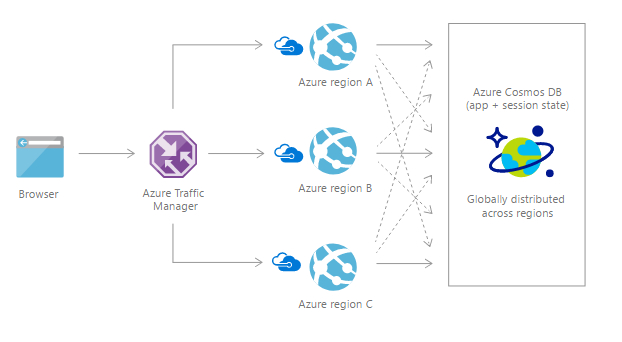 Browser
Azure Traffic
Manager
Azure region A
Azure region B
Azure region C
Azure Cosmos DB
(app + session state)
Globally distributed
across regions